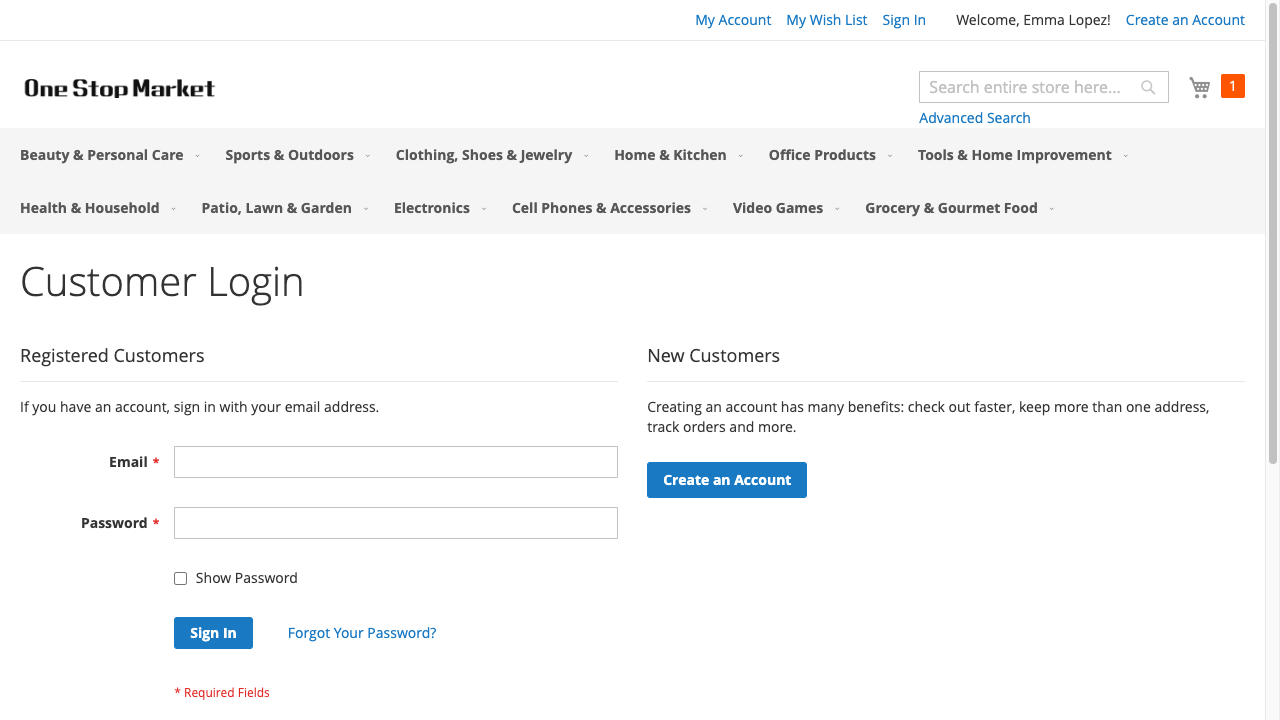 My Account My Wish List Sign In Welcome, Emma Lopez! Create an Account
One Stop Market
Search entire store here...
1
Advanced Search
Beauty & Personal Care Sports & Outdoors Clothing, Shoes & Jewelry Home & Kitchen Office Products Tools & Home Improvement
Health & Household Patio, Lawn & Garden Electronics Cell Phones & Accessories Video Games Grocery & Gourmet Food
Customer Login
Registered Customers
If you have an account, sign in with your email address.
Email *
Password *
Show Password
Sign In Forgot Your Password?
* Required Fields
New Customers
Creating an account has many benefits: check out faster, keep more than one address,
track orders and more.
Create an Account